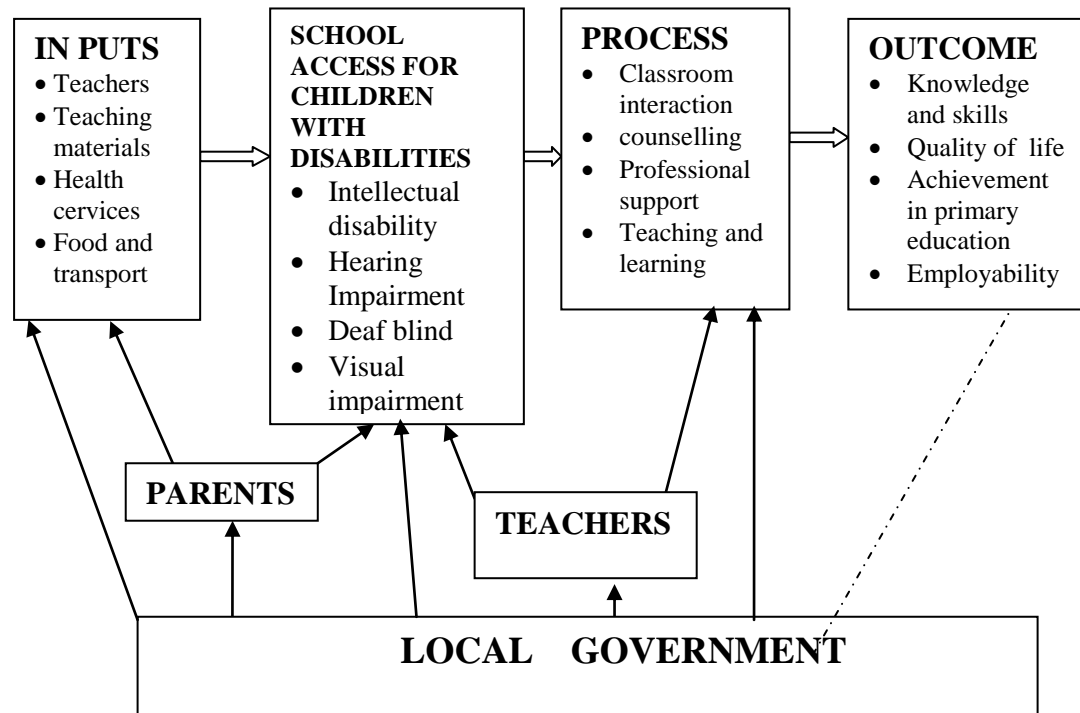 IN PUTS
• Teachers
• Teaching
materials
• Health
cervices
• Food and
transport
SCHOOL
ACCESS FOR
CHILDREN
WITH
DISABILITIES
• Intellectual
disability
• Hearing
Impairment
• Deaf blind
• Visual
impairment
PROCESS
• Classroom
interaction
• counselling
• Professional
support
• Teaching and
learning
OUTCOME
• Knowledge
and skills
• Quality of life
• Achievement
in primary
education
• Employability
PARENTS
TEACHERS
LOCAL GOVERNMENT